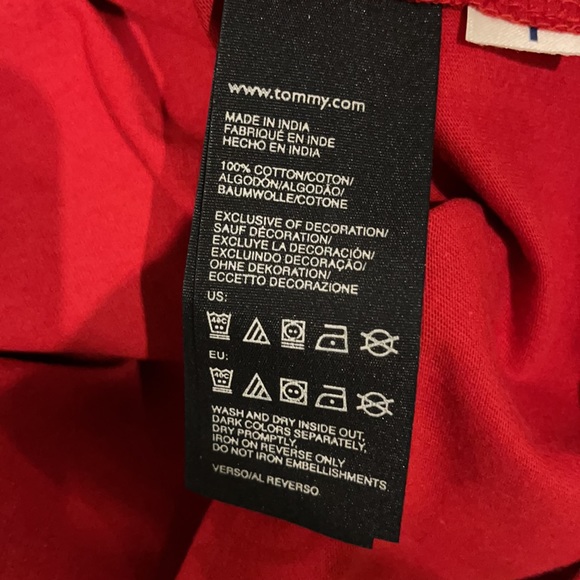 www.tommy.com
MADE IN INDIA
FABRIQUÉ EN INDE
HECHO EN INDIA
100% COTTON/COTON/
ALGODÓN/ALGODÃO/
BAUMWOLLE/COTONE
EXCLUSIVE OF DECORATION/
SAUF DÉCORATION/
EXCLUYE LA DECORACIÓN/
EXCLUINDO DECORAÇÃO/
OHNE DEKORATION/
ECCETTO DECORAZIONE
US:
40C
EU:
40C
WASH AND DRY INSIDE OUT,
DARK COLORS SEPARATELY,
DRY PROMPTLY,
IRON ON REVERSE ONLY
DO NOT IRON EMBELLISHMENTS.
VERSO/AL REVERSO